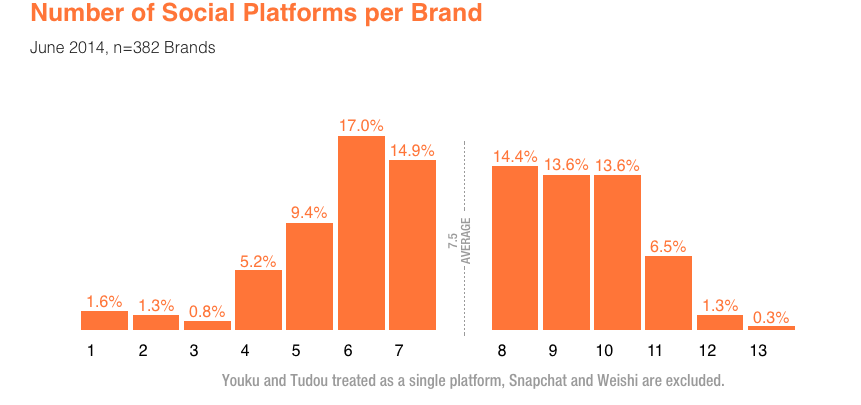 Number of Social Platforms per Brand
June 2014, n=382 Brands
1.6% 1.3% 0.8% 5.2% 9.4% 17.0% 14.9% 14.4% 13.6% 13.6% 6.5% 1.3% 0.3%
7.5
AVERAGE
1 2 3 4 5 6 7 8 9 10 11 12 13
Youku and Tudou treated as a single platform, Snapchat and Weishi are excluded.